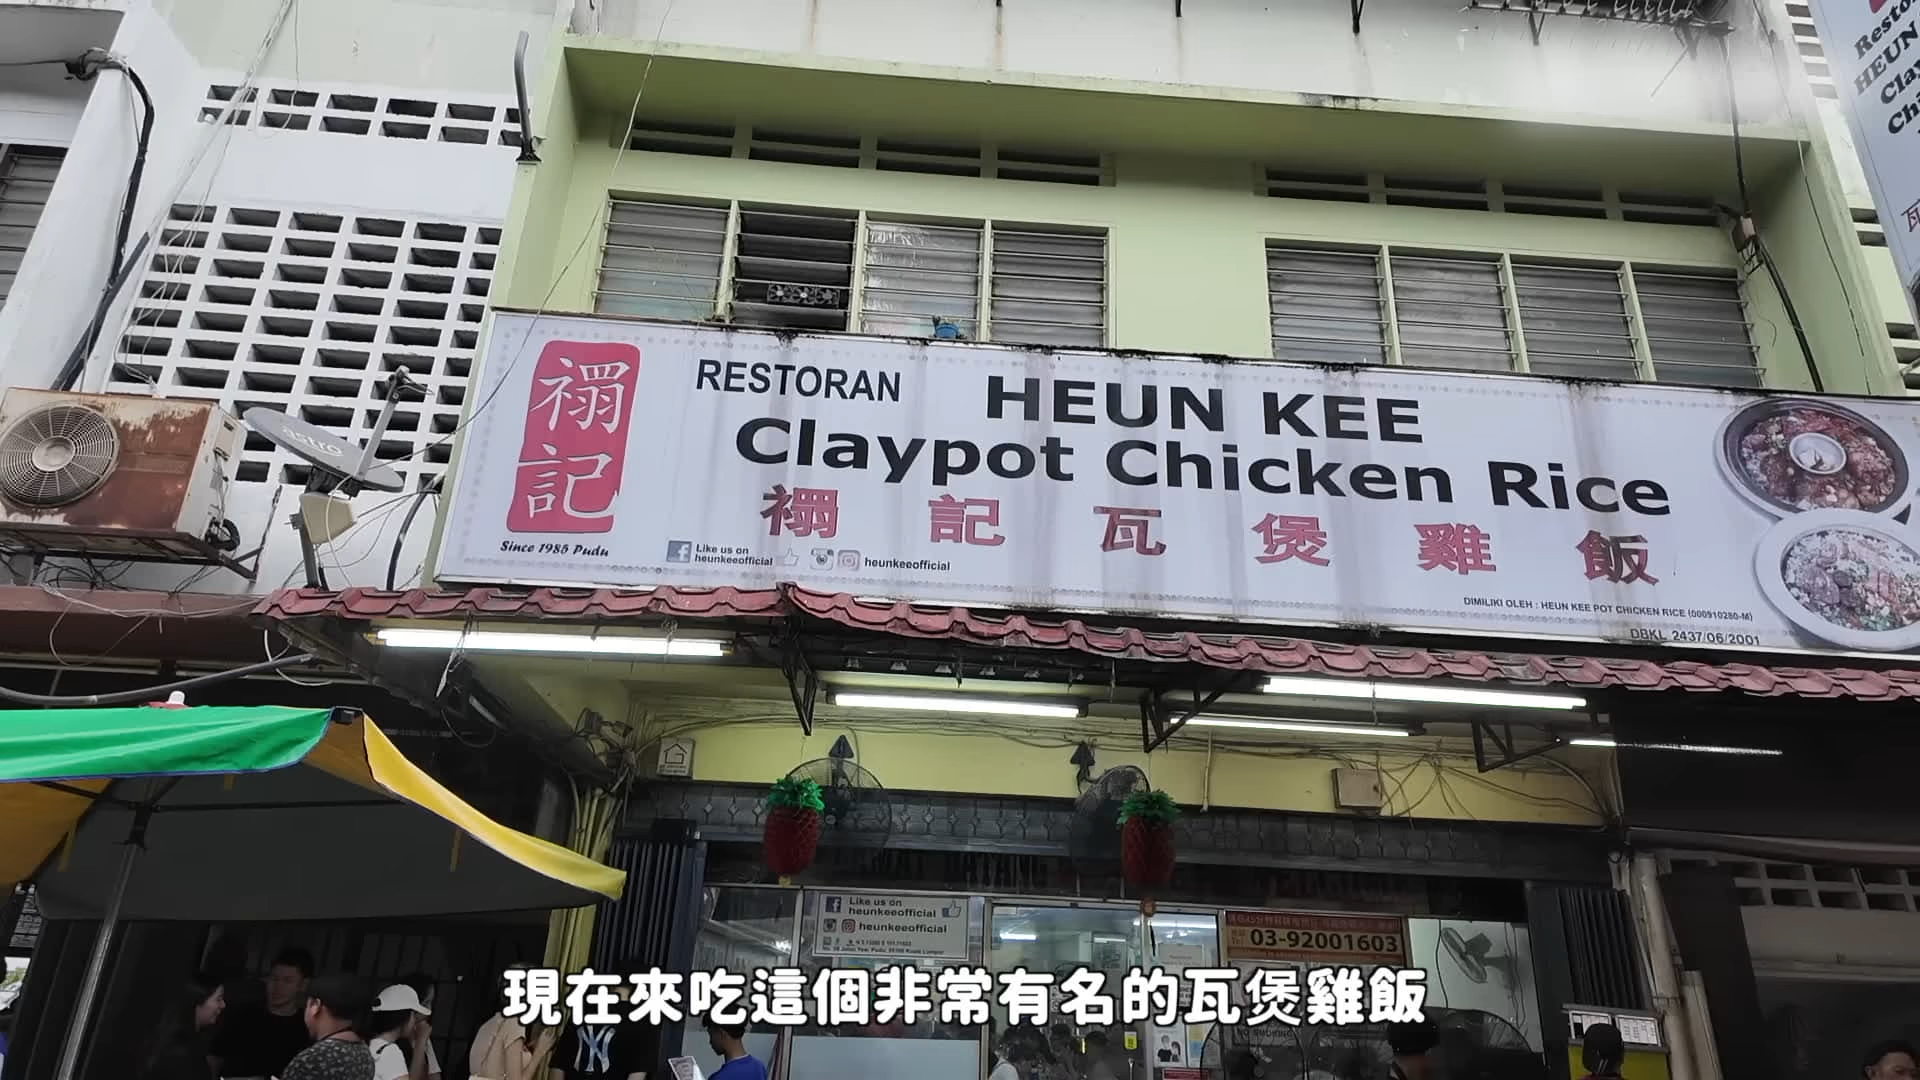 禤記
Since 1985 Pudu
RESTORAN
HEUN KEE
Claypot Chicken Rice
禤記瓦煲雞飯
Like us on
heunkeeofficial
heunkeeofficial
DIMILIKI OLEH : HEUN KEE POT CHICKEN RICE (000910280-M)
DBKL 2437/06/2001
astro
HEUN
Like us on
heunkeeofficial
heunkeeofficial
03-92001603
NO SMOKING
現在來吃這個非常有名的瓦煲雞飯